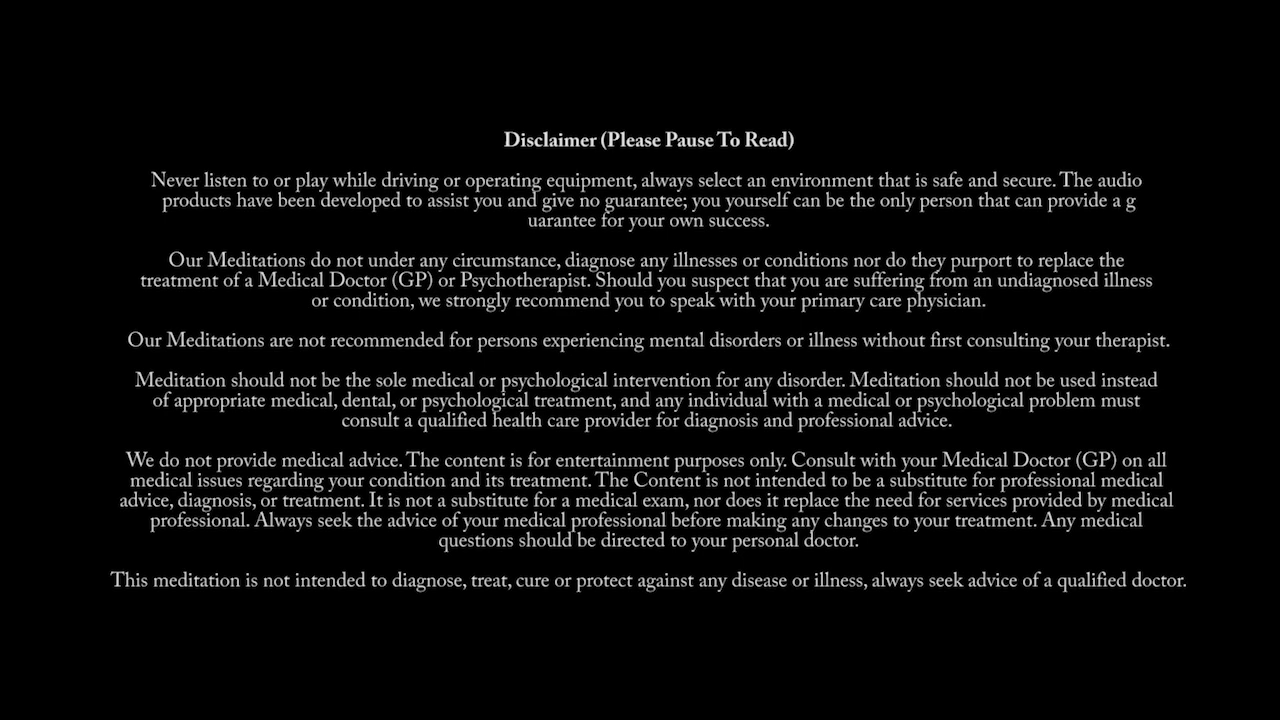 Disclaimer (Please Pause To Read)
Never listen to or play while driving or operating equipment, always select an environment that is safe and secure. The audio
products have been developed to assist you and give no guarantee; you yourself can be the only person that can provide a g
uarantee for your own success.
Our Meditations do not under any circumstance, diagnose any illnesses or conditions nor do they purport to replace the
treatment of a Medical Doctor (GP) or Psychotherapist. Should you suspect that you are suffering from an undiagnosed illness
or condition, we strongly recommend you to speak with your primary care physician.
Our Meditations are not recommended for persons experiencing mental disorders or illness without first consulting your therapist.
Meditation should not be the sole medical or psychological intervention for any disorder. Meditation should not be used instead
of appropriate medical, dental, or psychological treatment, and any individual with a medical or psychological problem must
consult a qualified health care provider for diagnosis and professional advice.
We do not provide medical advice. The content is for entertainment purposes only. Consult with your Medical Doctor (GP) on all
medical issues regarding your condition and its treatment. The Content is not intended to be a substitute for professional medical
advice, diagnosis, or treatment. It is not a substitute for a medical exam, nor does it replace the need for services provided by medical
professional. Always seek the advice of your medical professional before making any changes to your treatment. Any medical
questions should be directed to your personal doctor.
This meditation is not intended to diagnose, treat, cure or protect against any disease or illness, always seek advice of a qualified doctor.